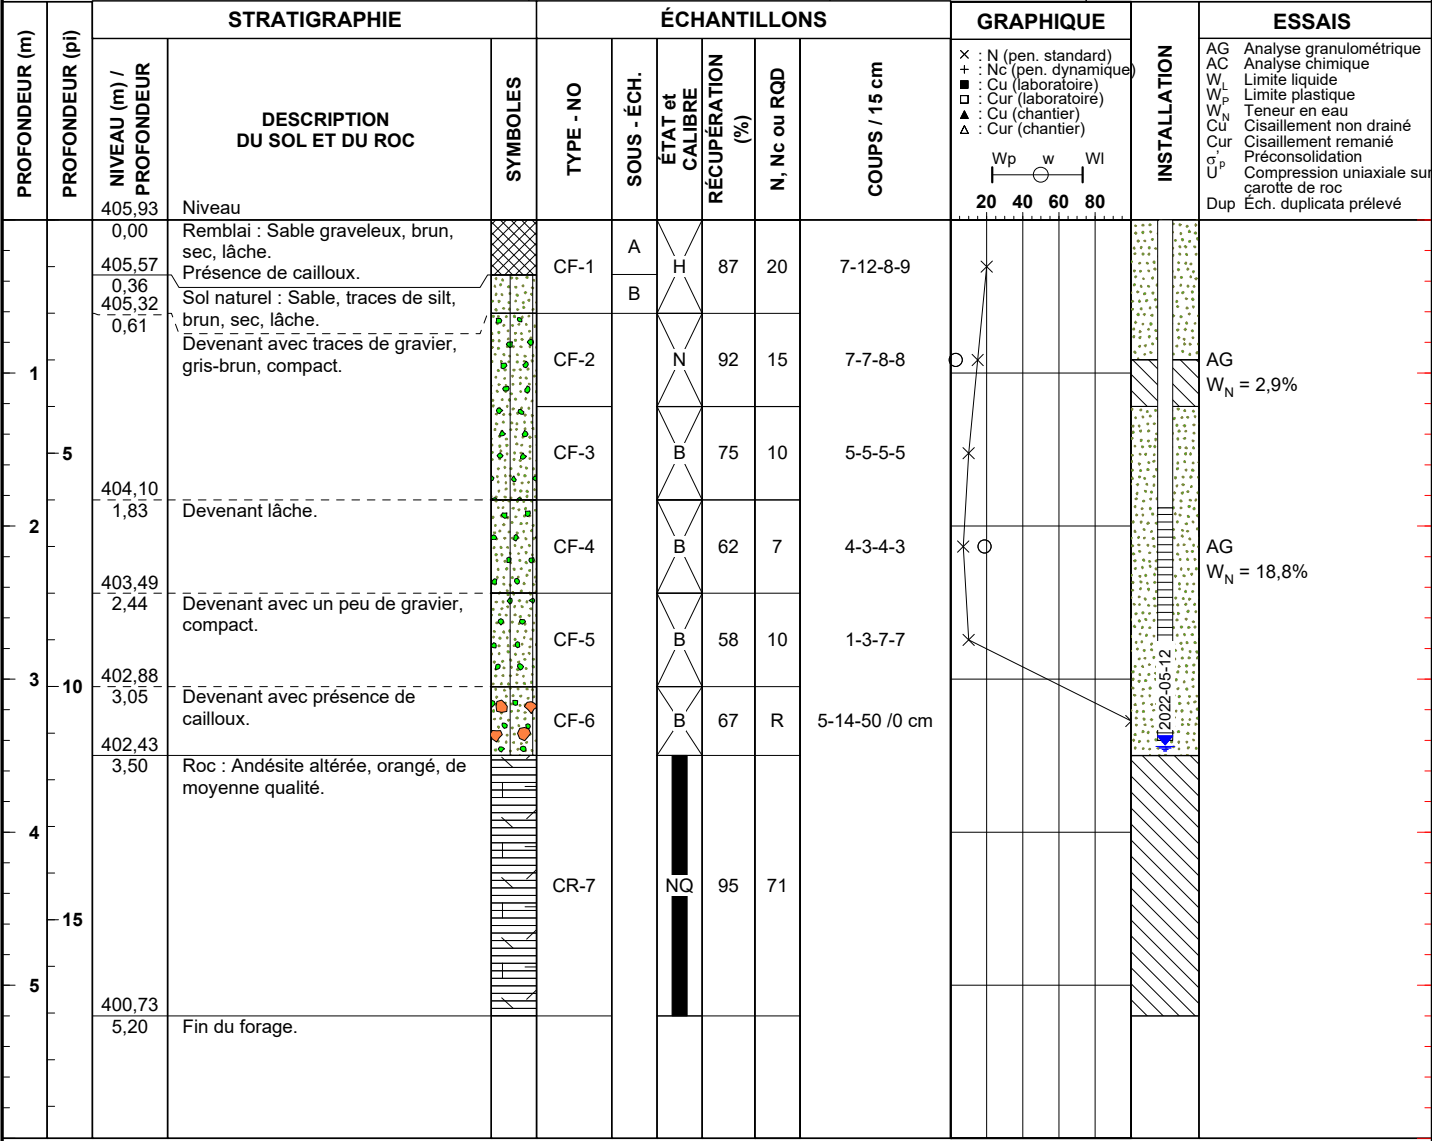 STRATIGRAPHIE
ÉCHANTILLONS
GRAPHIQUE
ESSAIS
PROFONDEUR (m)
PROFONDEUR (pi)
NIVEAU (m) /
PROFONDEUR
DESCRIPTION
DU SOL ET DU ROC
SYMBOLES
TYPE - NO
SOUS - ÉCH.
ÉTAT et
CALIBRE
RÉCUPÉRATION
(%)
N, Nc ou RQD
COUPS / 15 cm
× : N (pen. standard)
+ : Nc (pen. dynamique)
■ : Cu (laboratoire)
□ : Cur (laboratoire)
▲ : Cu (chantier)
△ : Cur (chantier)
Wp w Wl
20 40 60 80
INSTALLATION
AG Analyse granulométrique
AC Analyse chimique
W_L Limite liquide
W_P Limite plastique
W_N Teneur en eau
Cu Cisaillement non drainé
Cur Cisaillement remanié
σ'_p Préconsolidation
U Compression uniaxiale sur
carotte de roc
Dup Éch. duplicata prélevé
405,93 Niveau
0,00 Remblai : Sable graveleux, brun,
sec, lâche.
405,57 Présence de cailloux.
0,36 Sol naturel : Sable, traces de silt,
405,32 brun, sec, lâche.
0,61 Devenant avec traces de gravier,
gris-brun, compact.
CF-1 A H 87 20 7-12-8-9
B
CF-2 N 92 15 7-7-8-8
AG
W_N = 2,9%
1
CF-3 B 75 10 5-5-5-5
5
404,10
1,83 Devenant lâche.
2
CF-4 B 62 7 4-3-4-3
AG
W_N = 18,8%
403,49
2,44 Devenant avec un peu de gravier,
compact.
CF-5 B 58 10 1-3-7-7
402,88
3
10
3,05 Devenant avec présence de
cailloux.
CF-6 B 67 R 5-14-50 /0 cm
2022-05-12
402,43
3,50 Roc : Andésite altérée, orangé, de
moyenne qualité.
4
CR-7 NQ 95 71
15
5
400,73
5,20 Fin du forage.